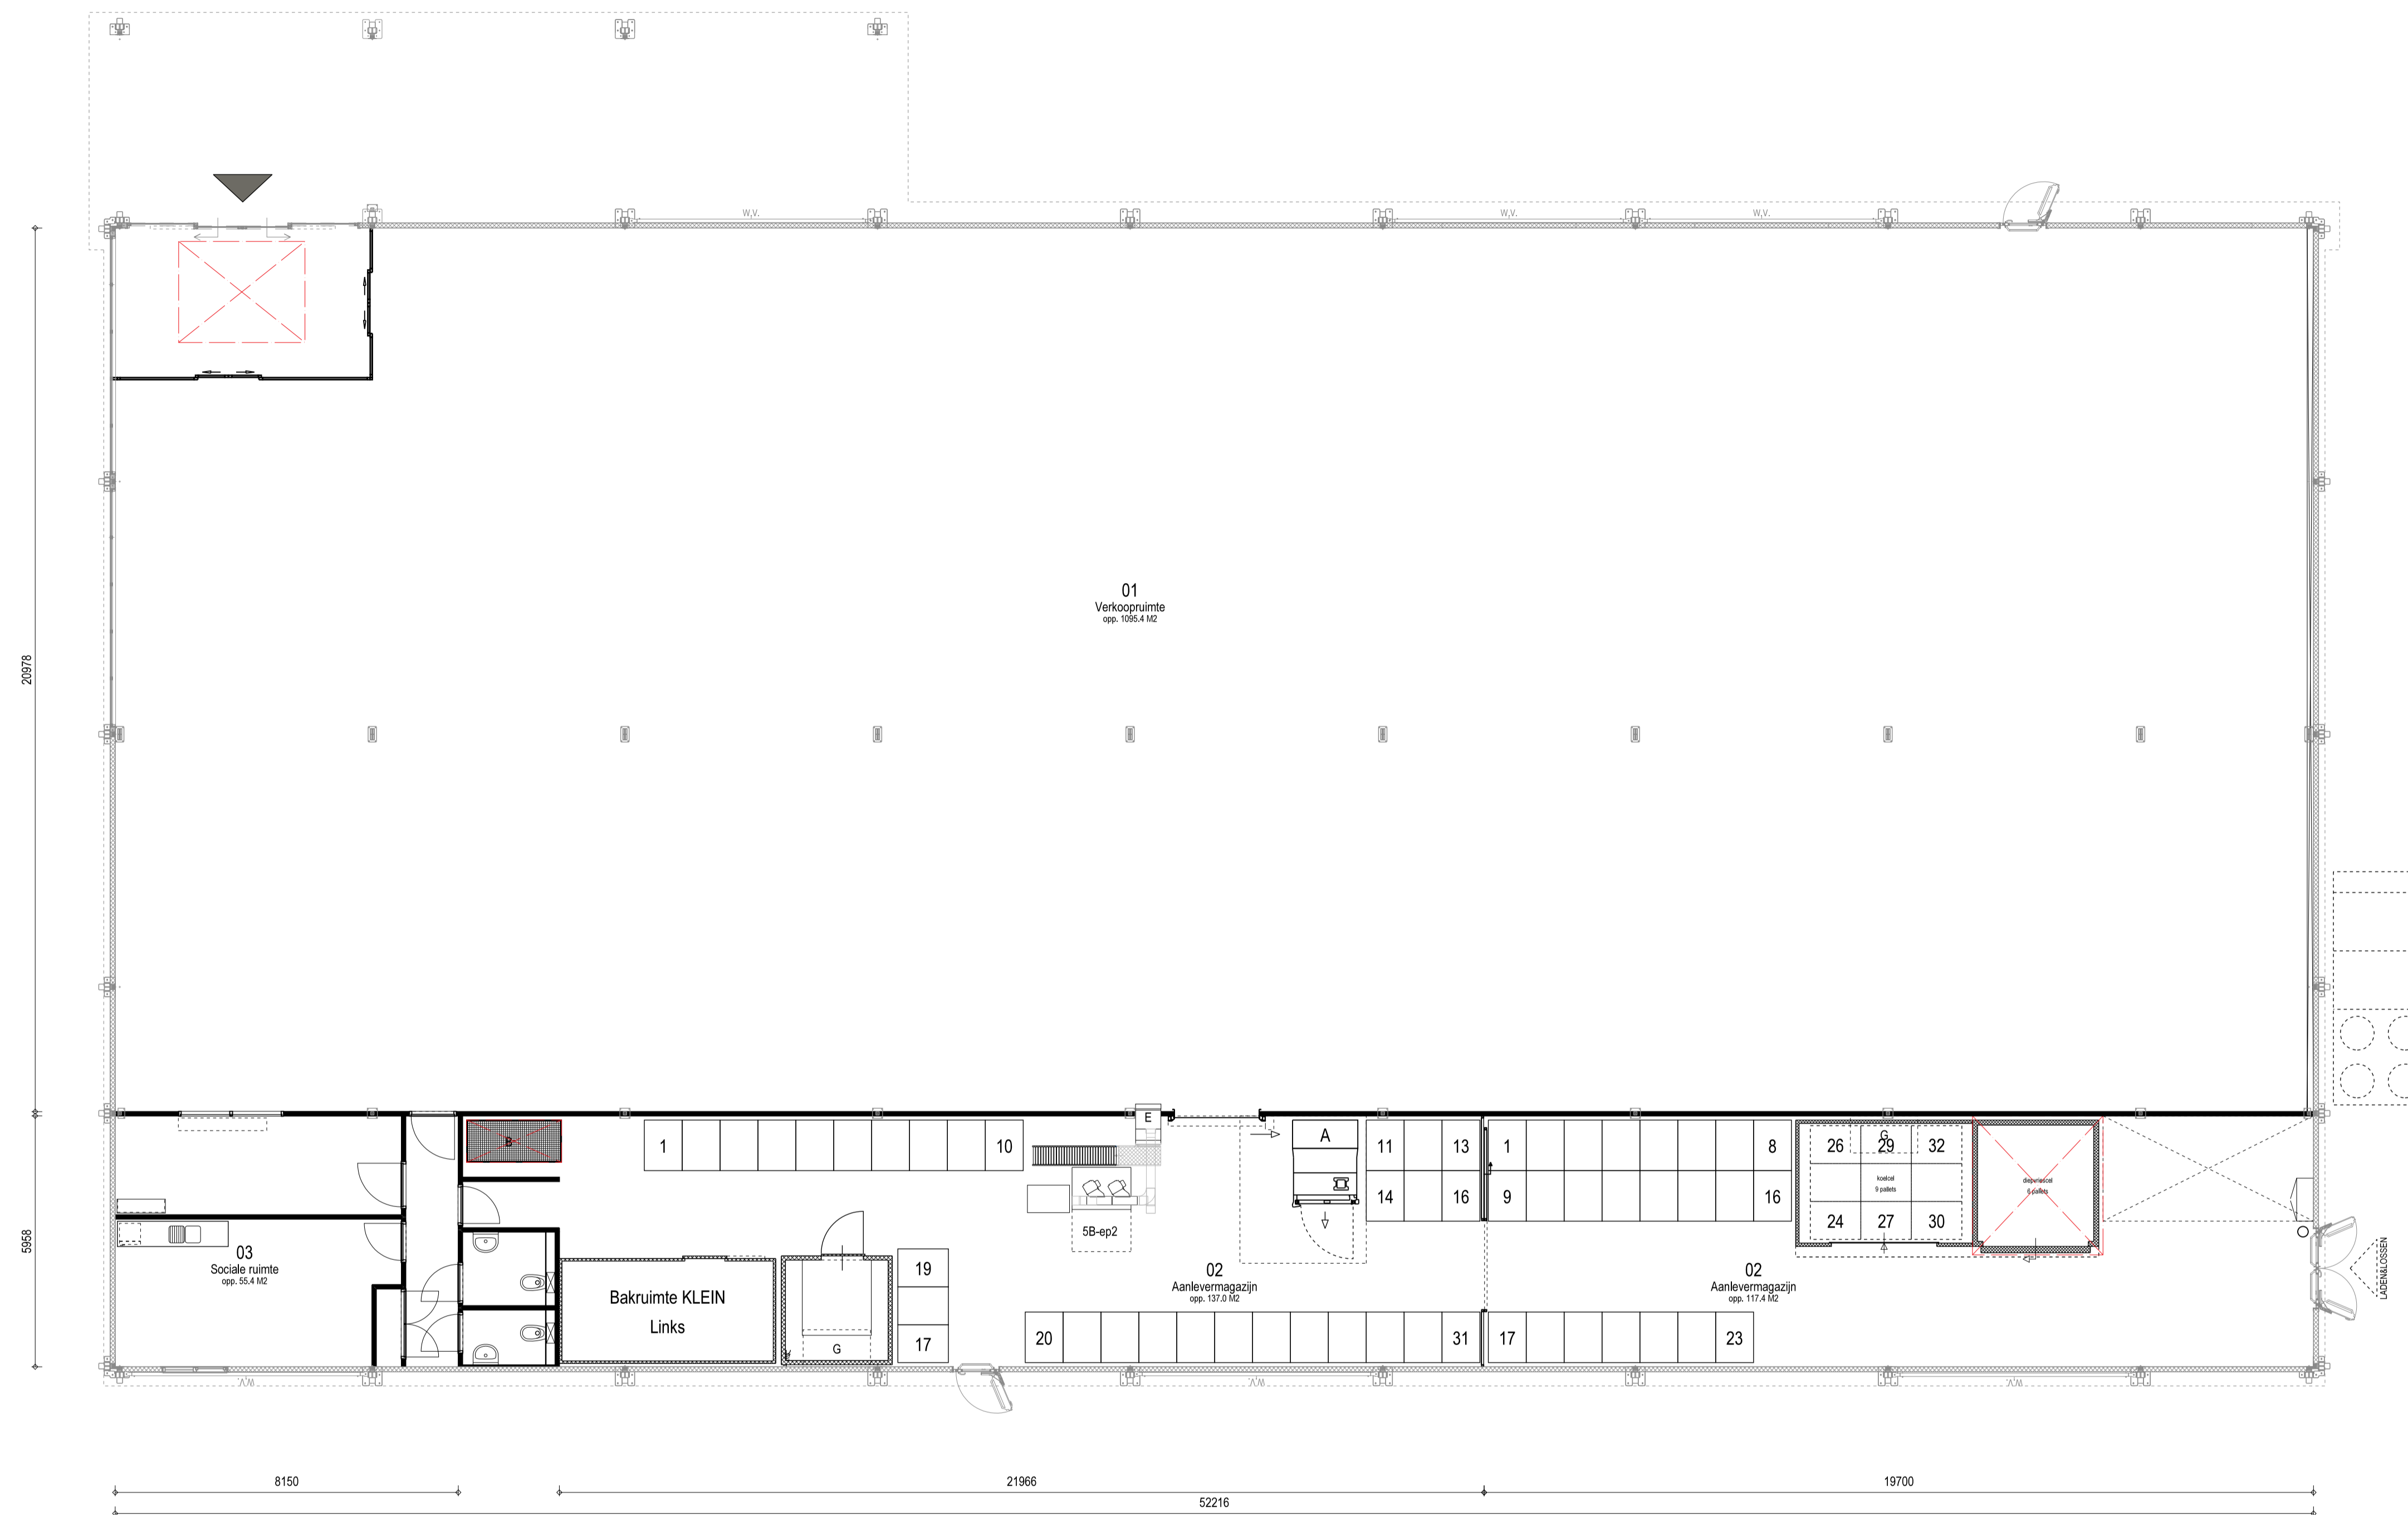 W.V.
W.V.
W.V.
20978
01
Verkoopruimte
opp. 1095.4 M2
5958
B
1
10
E
A
11
13
14
16
1
8
9
16
26
29
G
32
koelcel
9 pallets
24
27
30
diepvriescel
6 pallets
5B-ep2
03
Sociale ruimte
opp. 55.4 M2
Bakruimte KLEIN
Links
G
19
17
02
Aanlevermagazijn
opp. 137.0 M2
02
Aanlevermagazijn
opp. 117.4 M2
20
31
17
23
LADEN&LOSSEN
W.V.
W.V.
W.V.
8150
21966
19700
52216